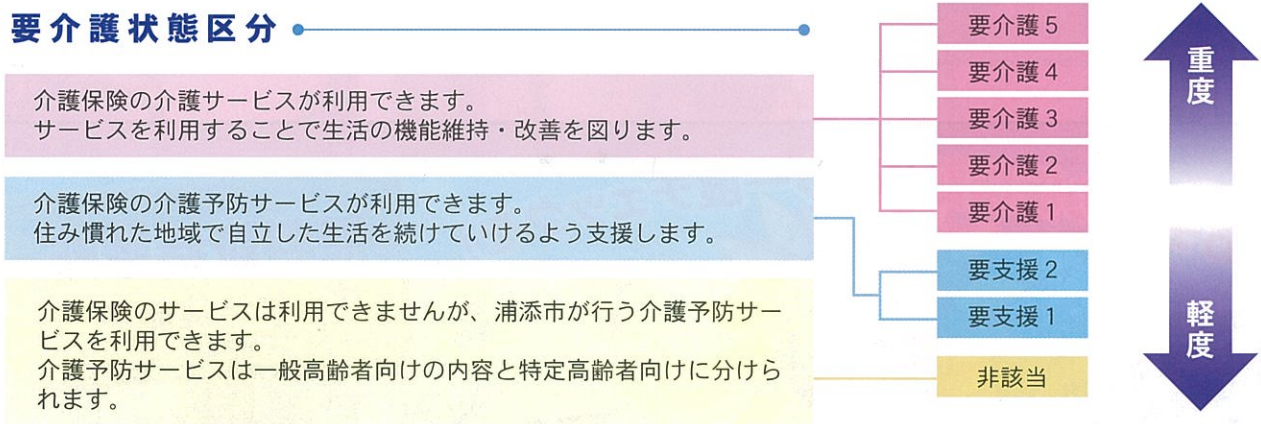 要介護状態区分
介護保険の介護サービスが利用できます。
サービスを利用することで生活の機能維持・改善を図ります。
介護保険の介護予防サービスが利用できます。
住み慣れた地域で自立した生活を続けていけるよう支援します。
介護保険のサービスは利用できませんが、浦添市が行う介護予防サー
ビスを利用できます。
介護予防サービスは一般高齢者向けの内容と特定高齢者向けに分けら
れます。
要介護5
要介護4
要介護3
要介護2
要介護1
要支援2
要支援1
非該当
重度
軽度